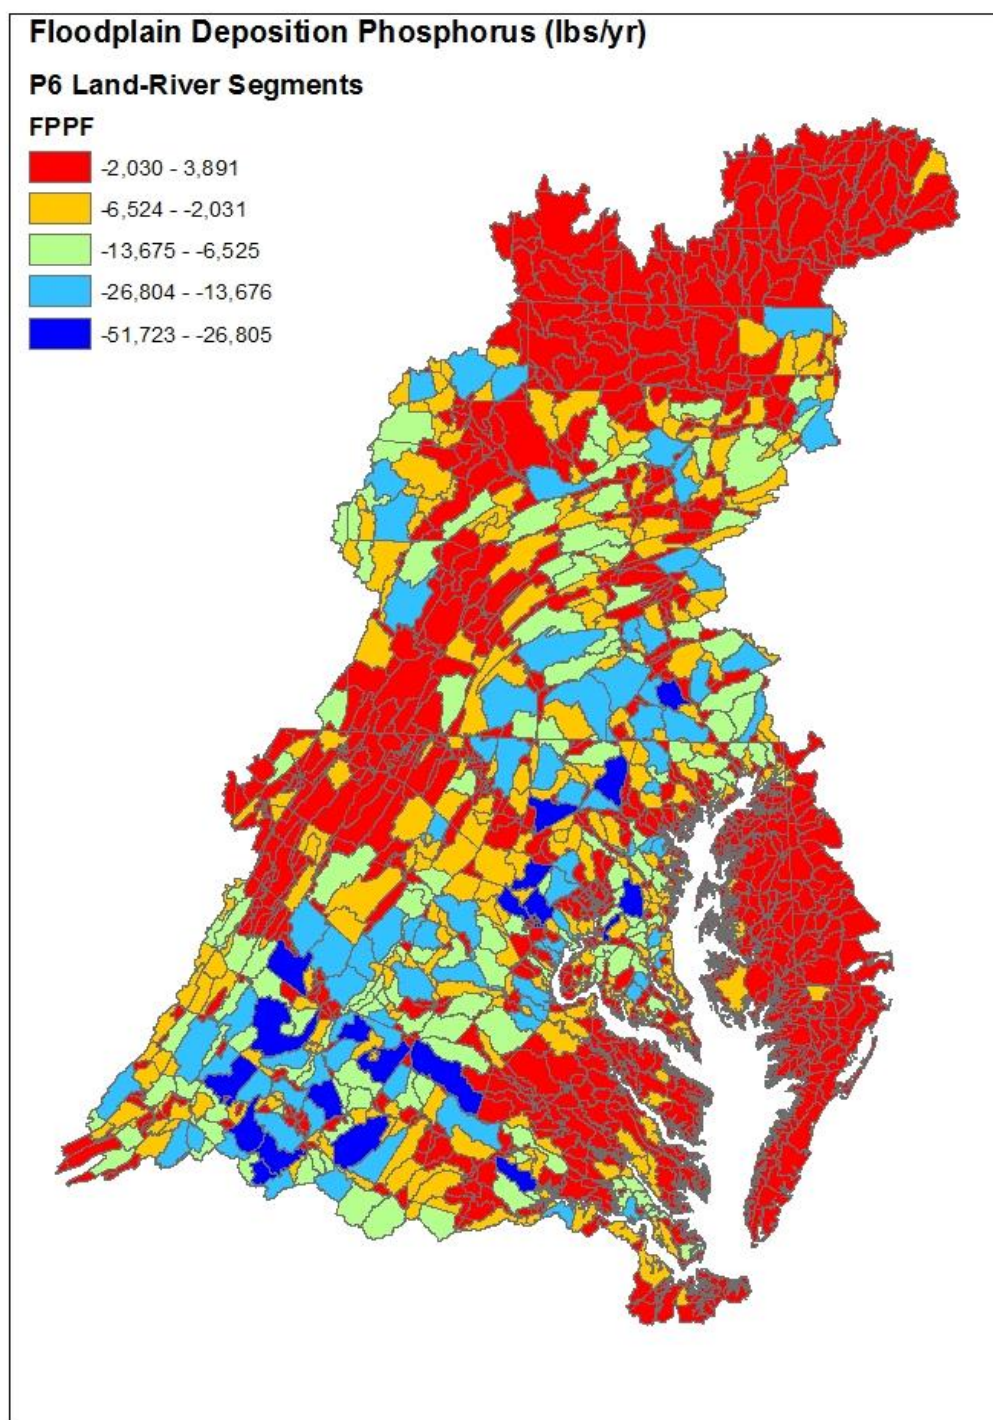 Floodplain Deposition Phosphorus (lbs/yr)
P6 Land-River Segments
FPPF
-2,030 - 3,891
-6,524 - -2,031
-13,675 - -6,525
-26,804 - -13,676
-51,723 - -26,805